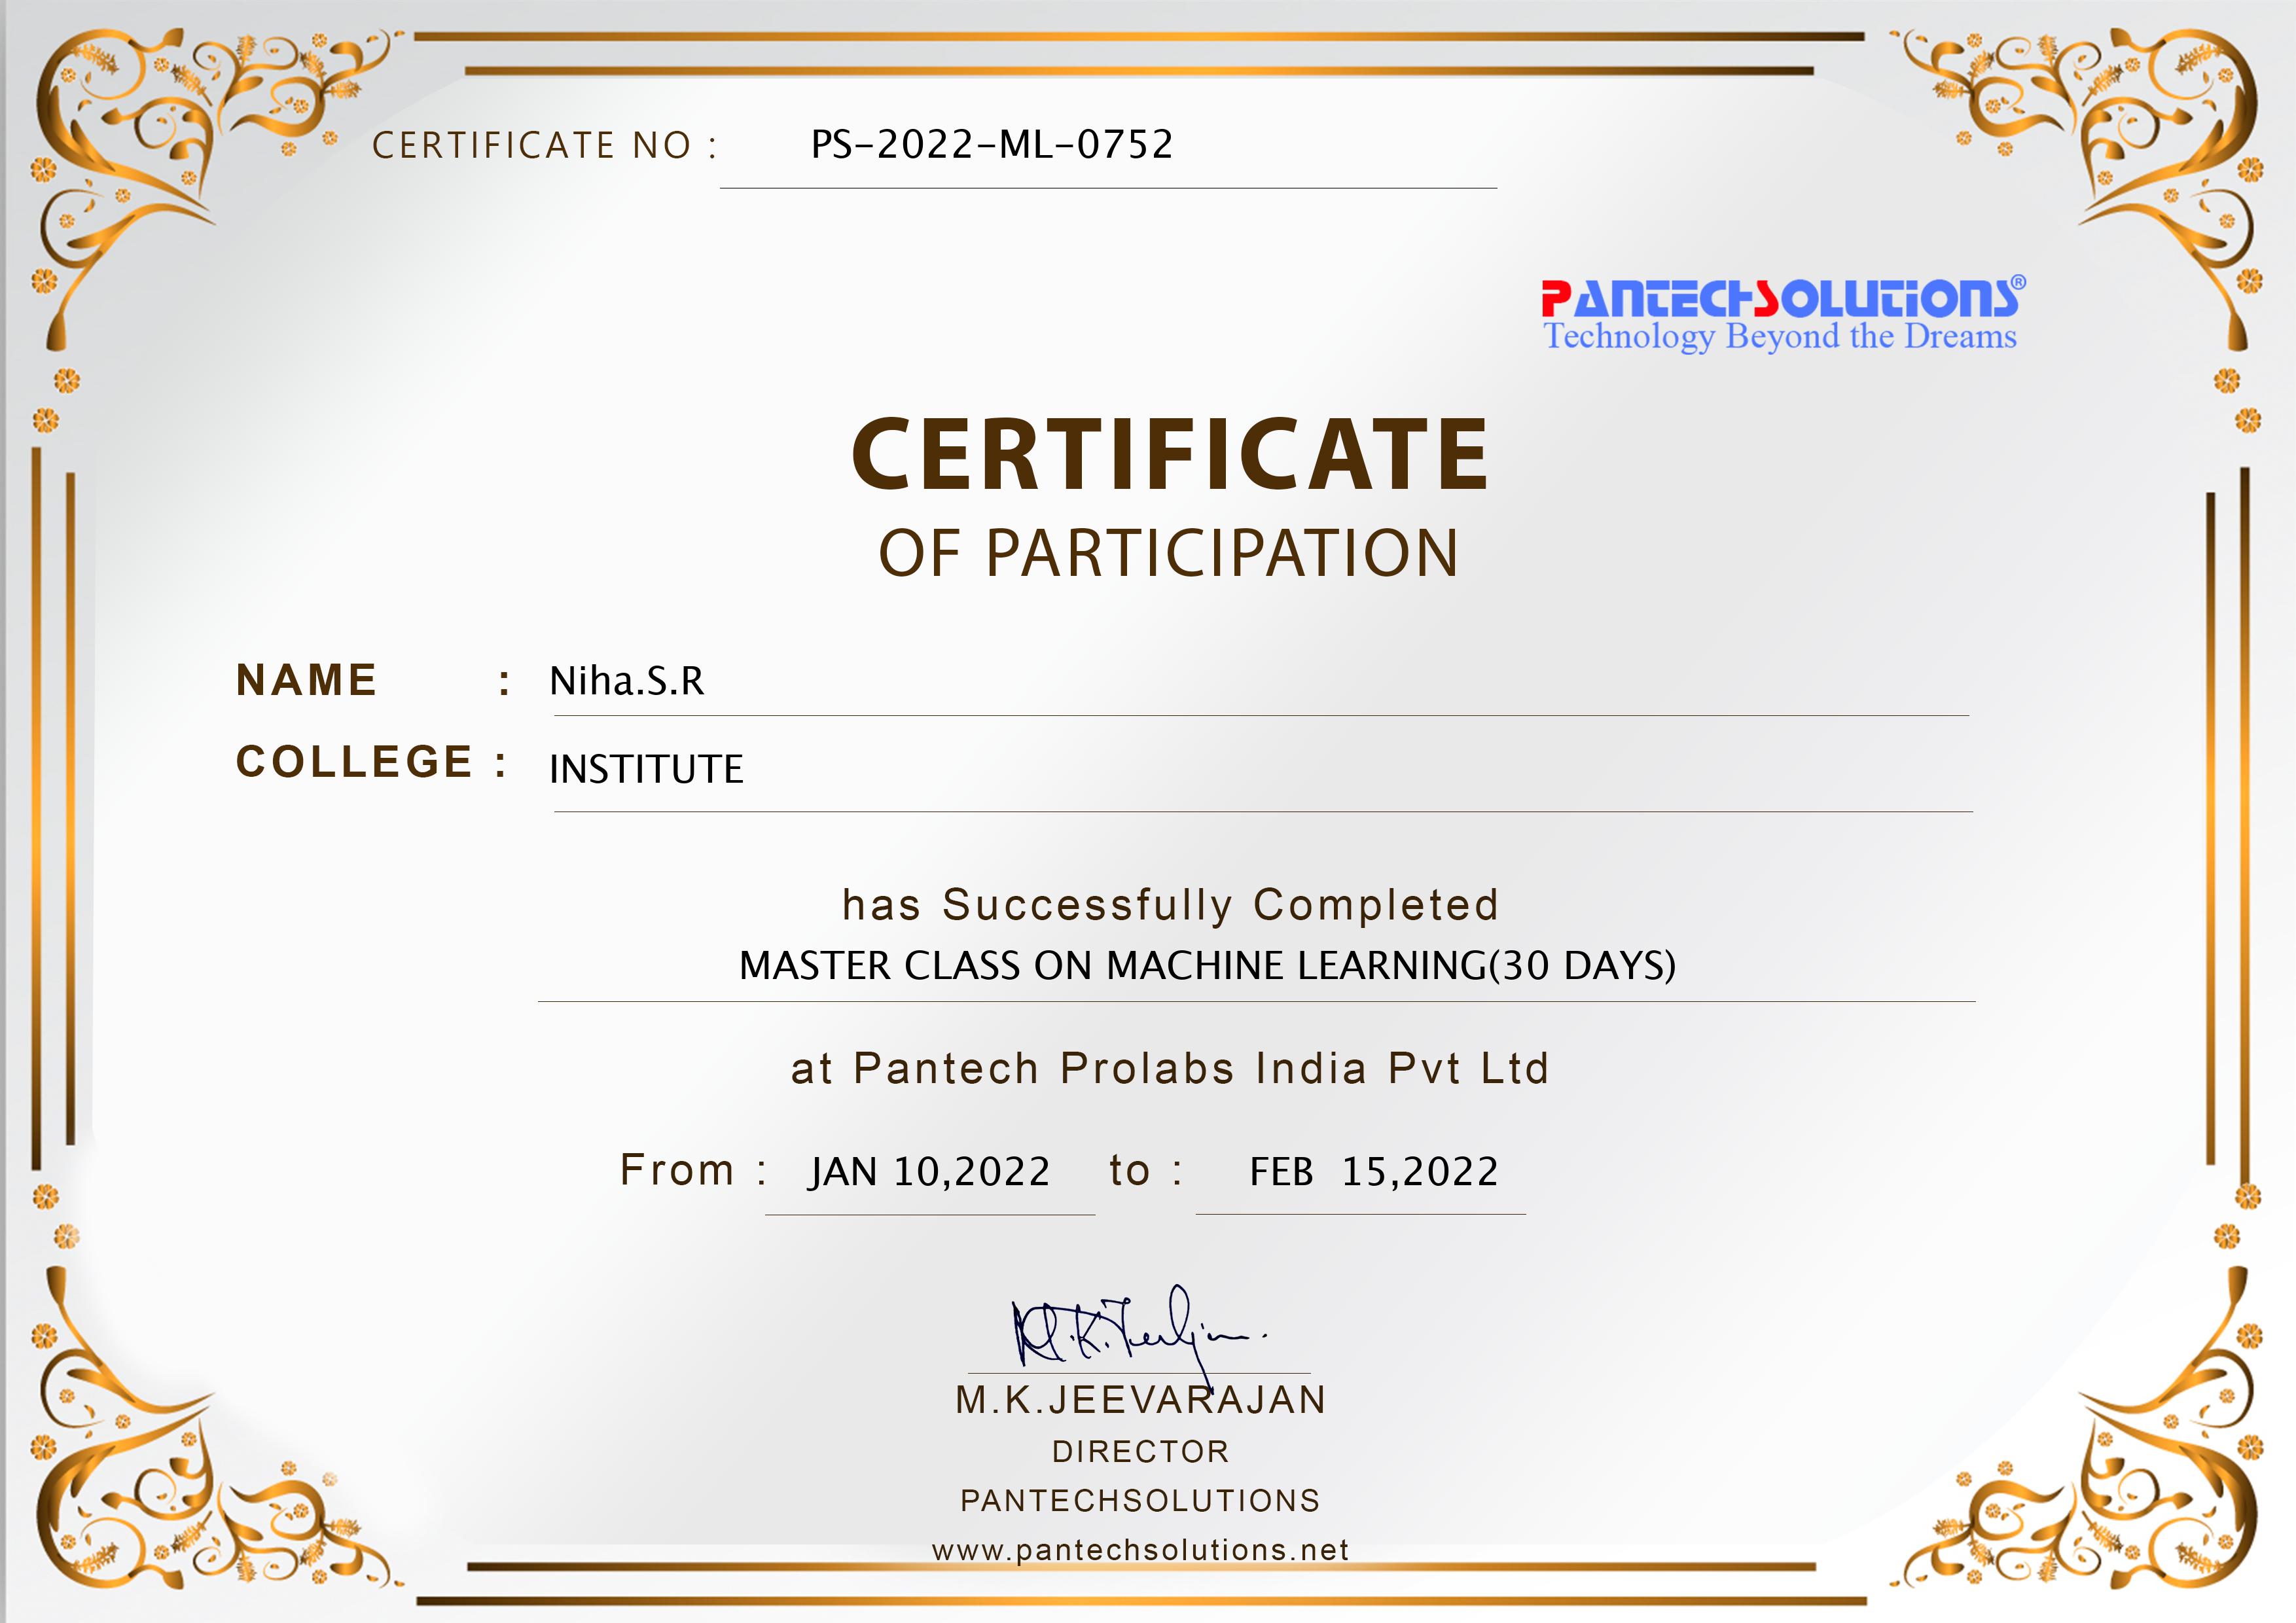 CERTIFICATE NO : PS-2022-ML-0752
PANTECHSOLUTIONS®
Technology Beyond the Dreams
CERTIFICATE
OF PARTICIPATION
NAME : Niha.S.R
COLLEGE : INSTITUTE
has Successfully Completed
MASTER CLASS ON MACHINE LEARNING(30 DAYS)
at Pantech Prolabs India Pvt Ltd
From : JAN 10,2022 to : FEB 15,2022
M.K.JEEVARAJAN
DIRECTOR
PANTECHSOLUTIONS
www.pantechsolutions.net